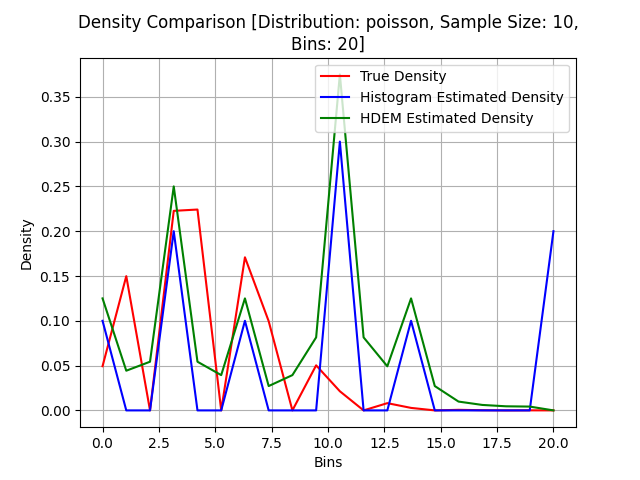 Density Comparison [Distribution: poisson, Sample Size: 10,
Bins: 20]
True Density
Histogram Estimated Density
HDEM Estimated Density
Density
0.35
0.30
0.25
0.20
0.15
0.10
0.05
0.00
0.0 2.5 5.0 7.5 10.0 12.5 15.0 17.5 20.0
Bins